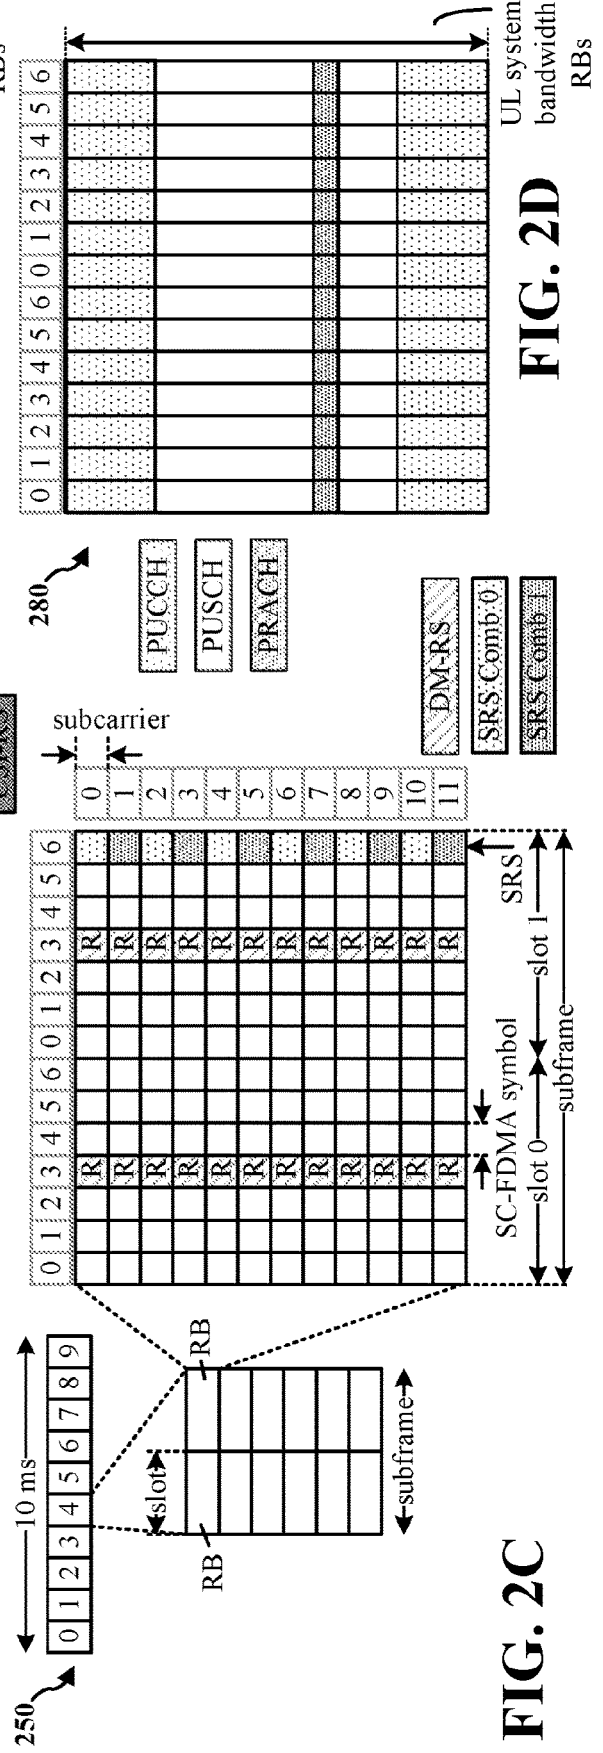 250
10 ms
0 1 2 3 4 5 6 7 8 9
slot
RB
RB
subframe
FIG. 2C
0 1 2 3 4 5 6 0 1 2 3 4 5 6
R R
R R
R R
R R
R R
R R
R R
R R
R R
R R
R R
R R
subcarrier
0
1
2
3
4
5
6
7
8
9
10
11
SRS
SC-FDMA symbol
slot 0
slot 1
subframe
DM-RS
SRS Comb 0
SRS Comb 1
280
PUCCH
PUSCH
PRACH
0 1 2 3 4 5 6 0 1 2 3 4 5 6
UL system
bandwidth
RBs
FIG. 2D